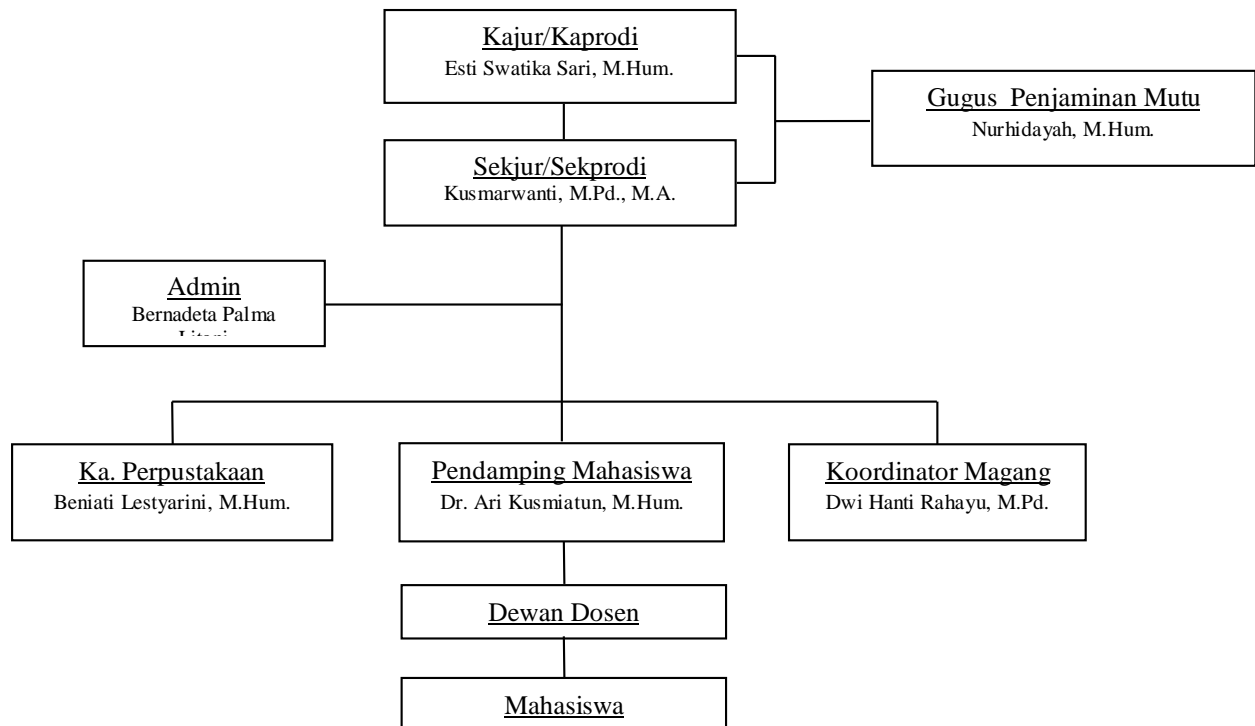 Kajur/Kaprodi
Esti Swatika Sari, M.Hum.
Gugus Penjaminan Mutu
Nurhidayah, M.Hum.
Sekjur/Sekprodi
Kusmarwanti, M.Pd., M.A.
Admin
Bernadeta Palma
Ka. Perpustakaan
Beniati Lestyarini, M.Hum.
Pendamping Mahasiswa
Dr. Ari Kusmiatun, M.Hum.
Koordinator Magang
Dwi Hanti Rahayu, M.Pd.
Dewan Dosen
Mahasiswa